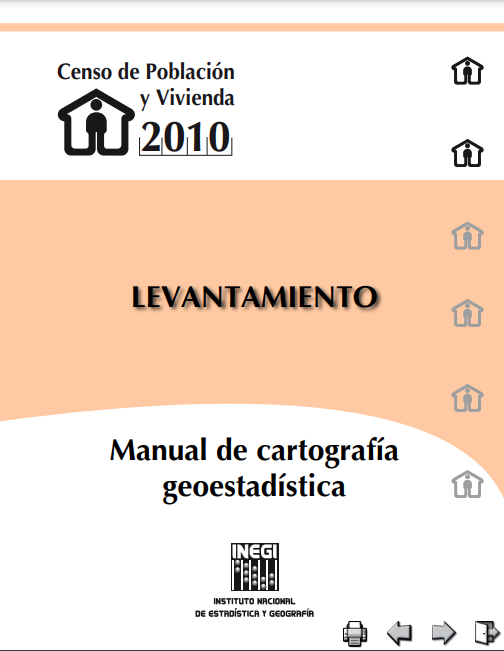 Censo de Población
y Vivienda
2010
LEVANTAMIENTO
Manual de cartografía
geoestadística
INEGI
INSTITUTO NACIONAL
DE ESTADÍSTICA Y GEOGRAFÍA